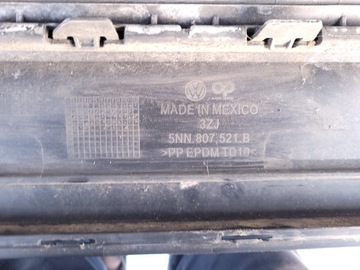 MADE IN MEXICO
3ZJ
5NN.807.521.B
>PP EPDM TD10<